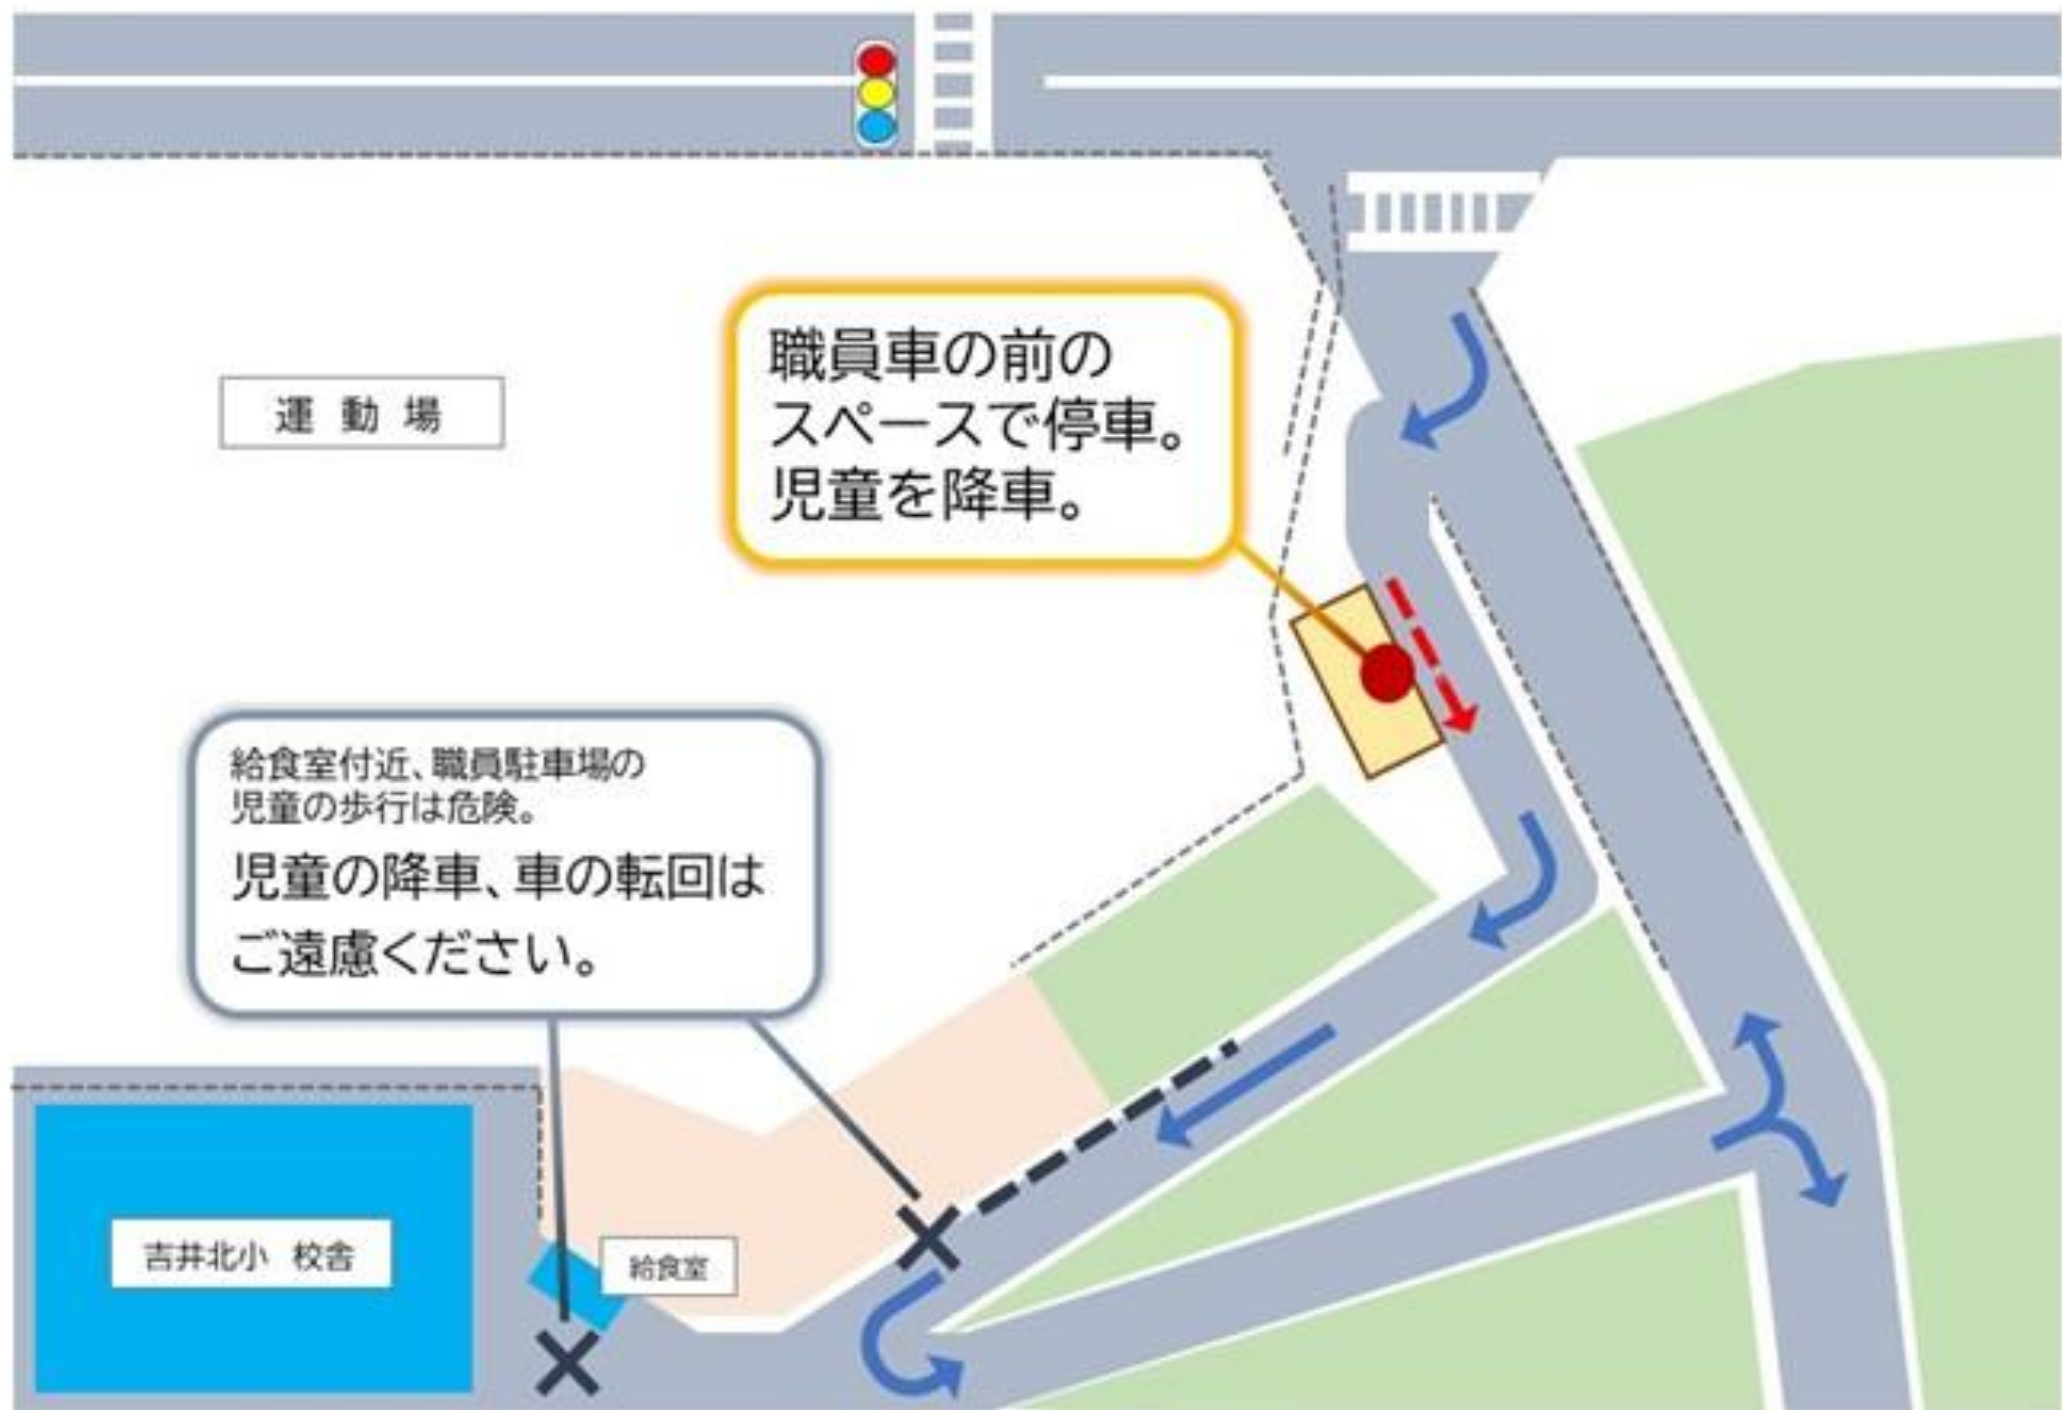 職員車の前の
スペースで停車。
児童を降車。
運動場
給食室付近、職員駐車場の
児童の歩行は危険。
児童の降車、車の転回は
ご遠慮ください。
吉井北小 校舎
給食室